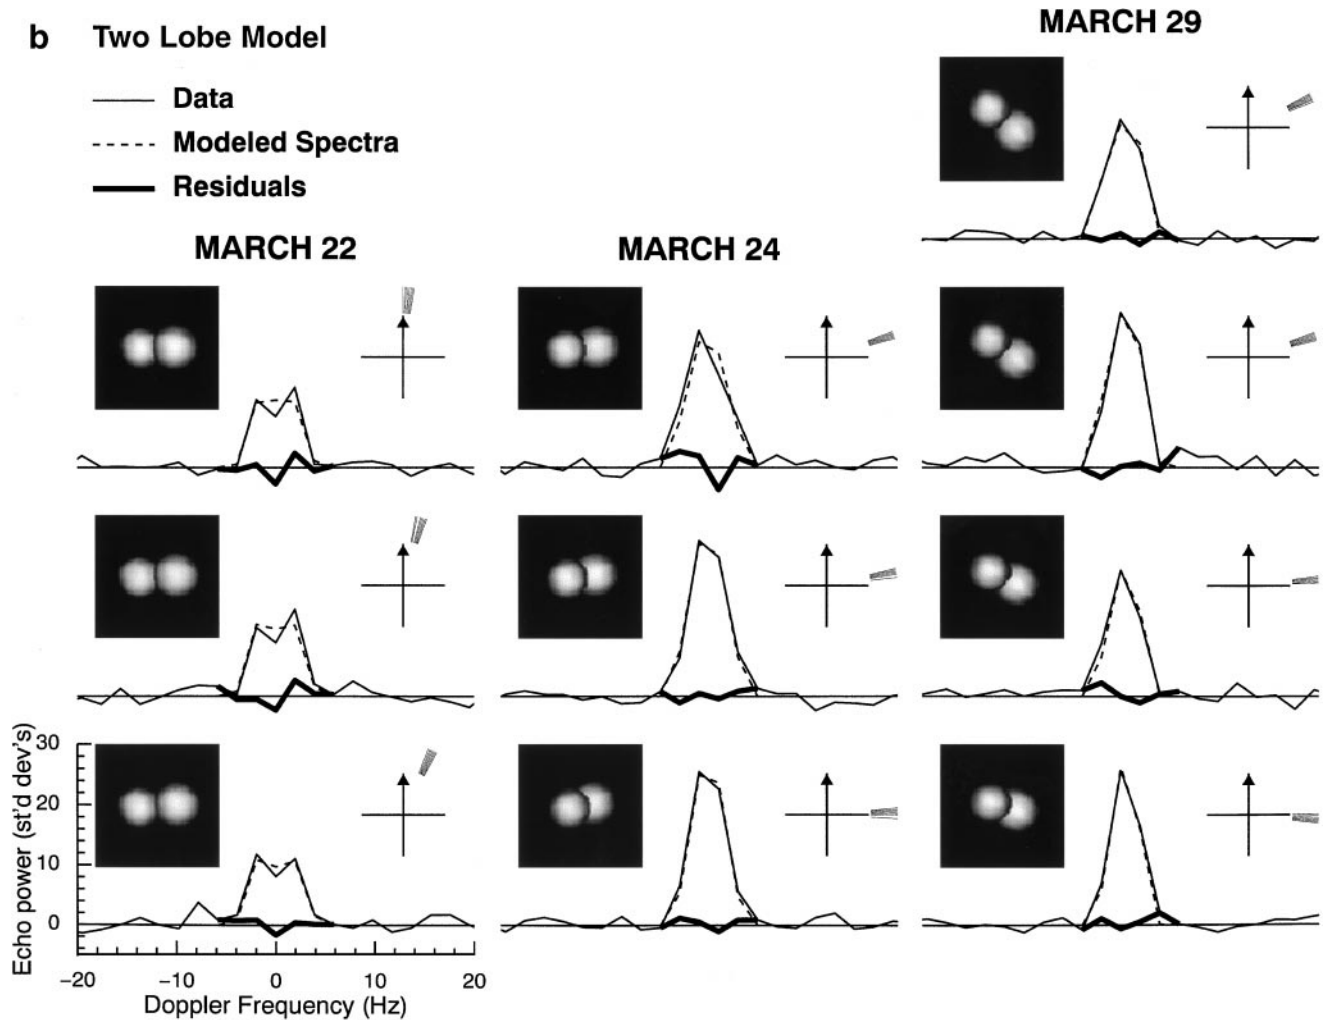 b Two Lobe Model
Data
Modeled Spectra
Residuals
MARCH 29
MARCH 22
MARCH 24
Echo power (st'd dev's)
30
20
10
0
−20 −10 0 10 20
Doppler Frequency (Hz)